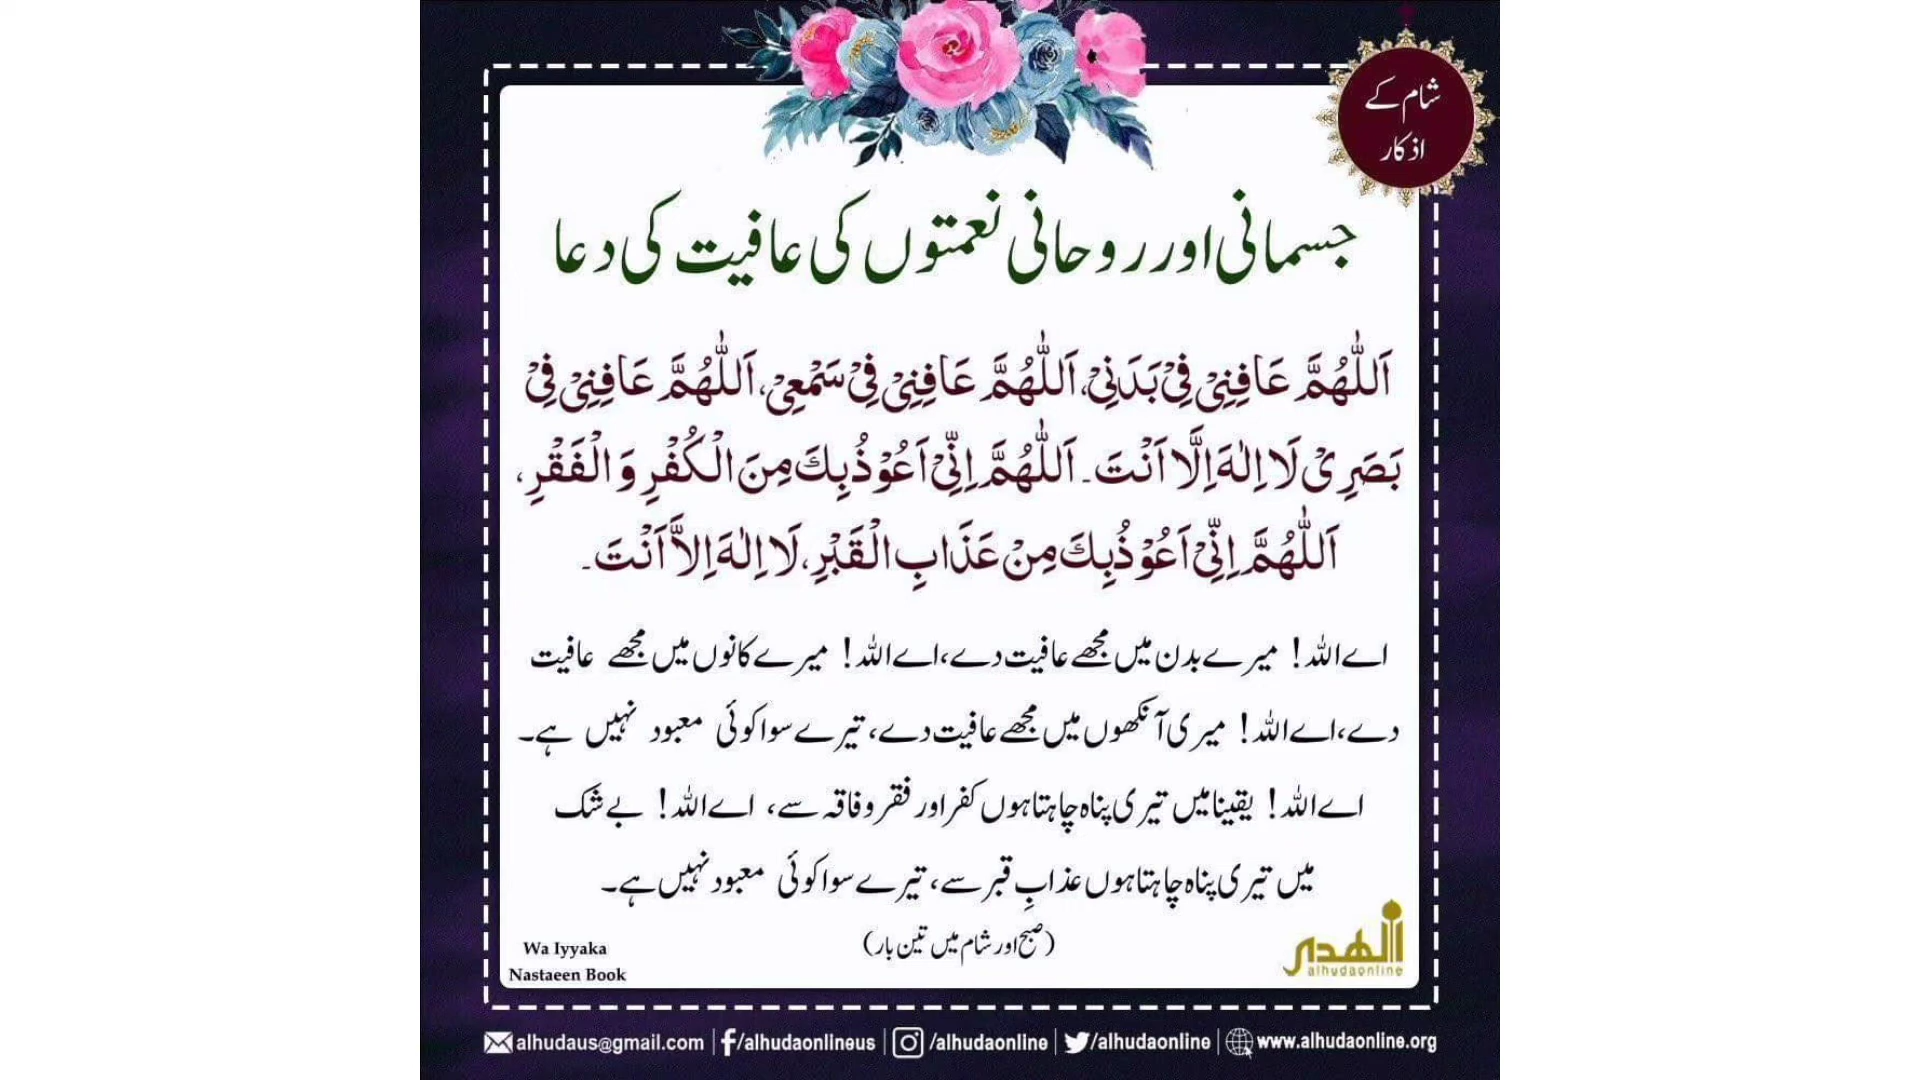 شام کے
اذکار
جسمانی اور روحانی نعمتوں کی عافیت کی دعا
اَللّٰهُمَّ عَافِنِیْ فِیْ بَدَنِیْ، اَللّٰهُمَّ عَافِنِیْ فِیْ سَمْعِیْ، اَللّٰهُمَّ عَافِنِیْ فِیْ
بَصَرِیْ لَا اِلٰهَ اِلَّا اَنْتَ۔ اَللّٰهُمَّ اِنِّیْ اَعُوْذُ بِكَ مِنَ الْكُفْرِ وَ الْفَقْرِ،
اَللّٰهُمَّ اِنِّیْ اَعُوْذُ بِكَ مِنْ عَذَابِ الْقَبْرِ، لَا اِلٰهَ اِلاَّ اَنْتَ۔
اے اللہ! میرے بدن میں مجھے عافیت دے، اے اللہ! میرے کانوں میں مجھے عافیت
دے، اے اللہ! میری آنکھوں میں مجھے عافیت دے، تیرے سوا کوئی معبود نہیں ہے۔
اے اللہ! یقینا میں تیری پناہ چاہتا ہوں کفر اور فقر و فاقہ سے، اے اللہ! بے شک
میں تیری پناہ چاہتا ہوں عذابِ قبر سے، تیرے سوا کوئی معبود نہیں ہے۔
(صبح اور شام میں تین بار)
Wa Iyyaka
Nastaeen Book
الهدى
alhudaonline
alhudaus@gmail.com | /alhudaonlineus | /alhudaonline | /alhudaonline | www.alhudaonline.org